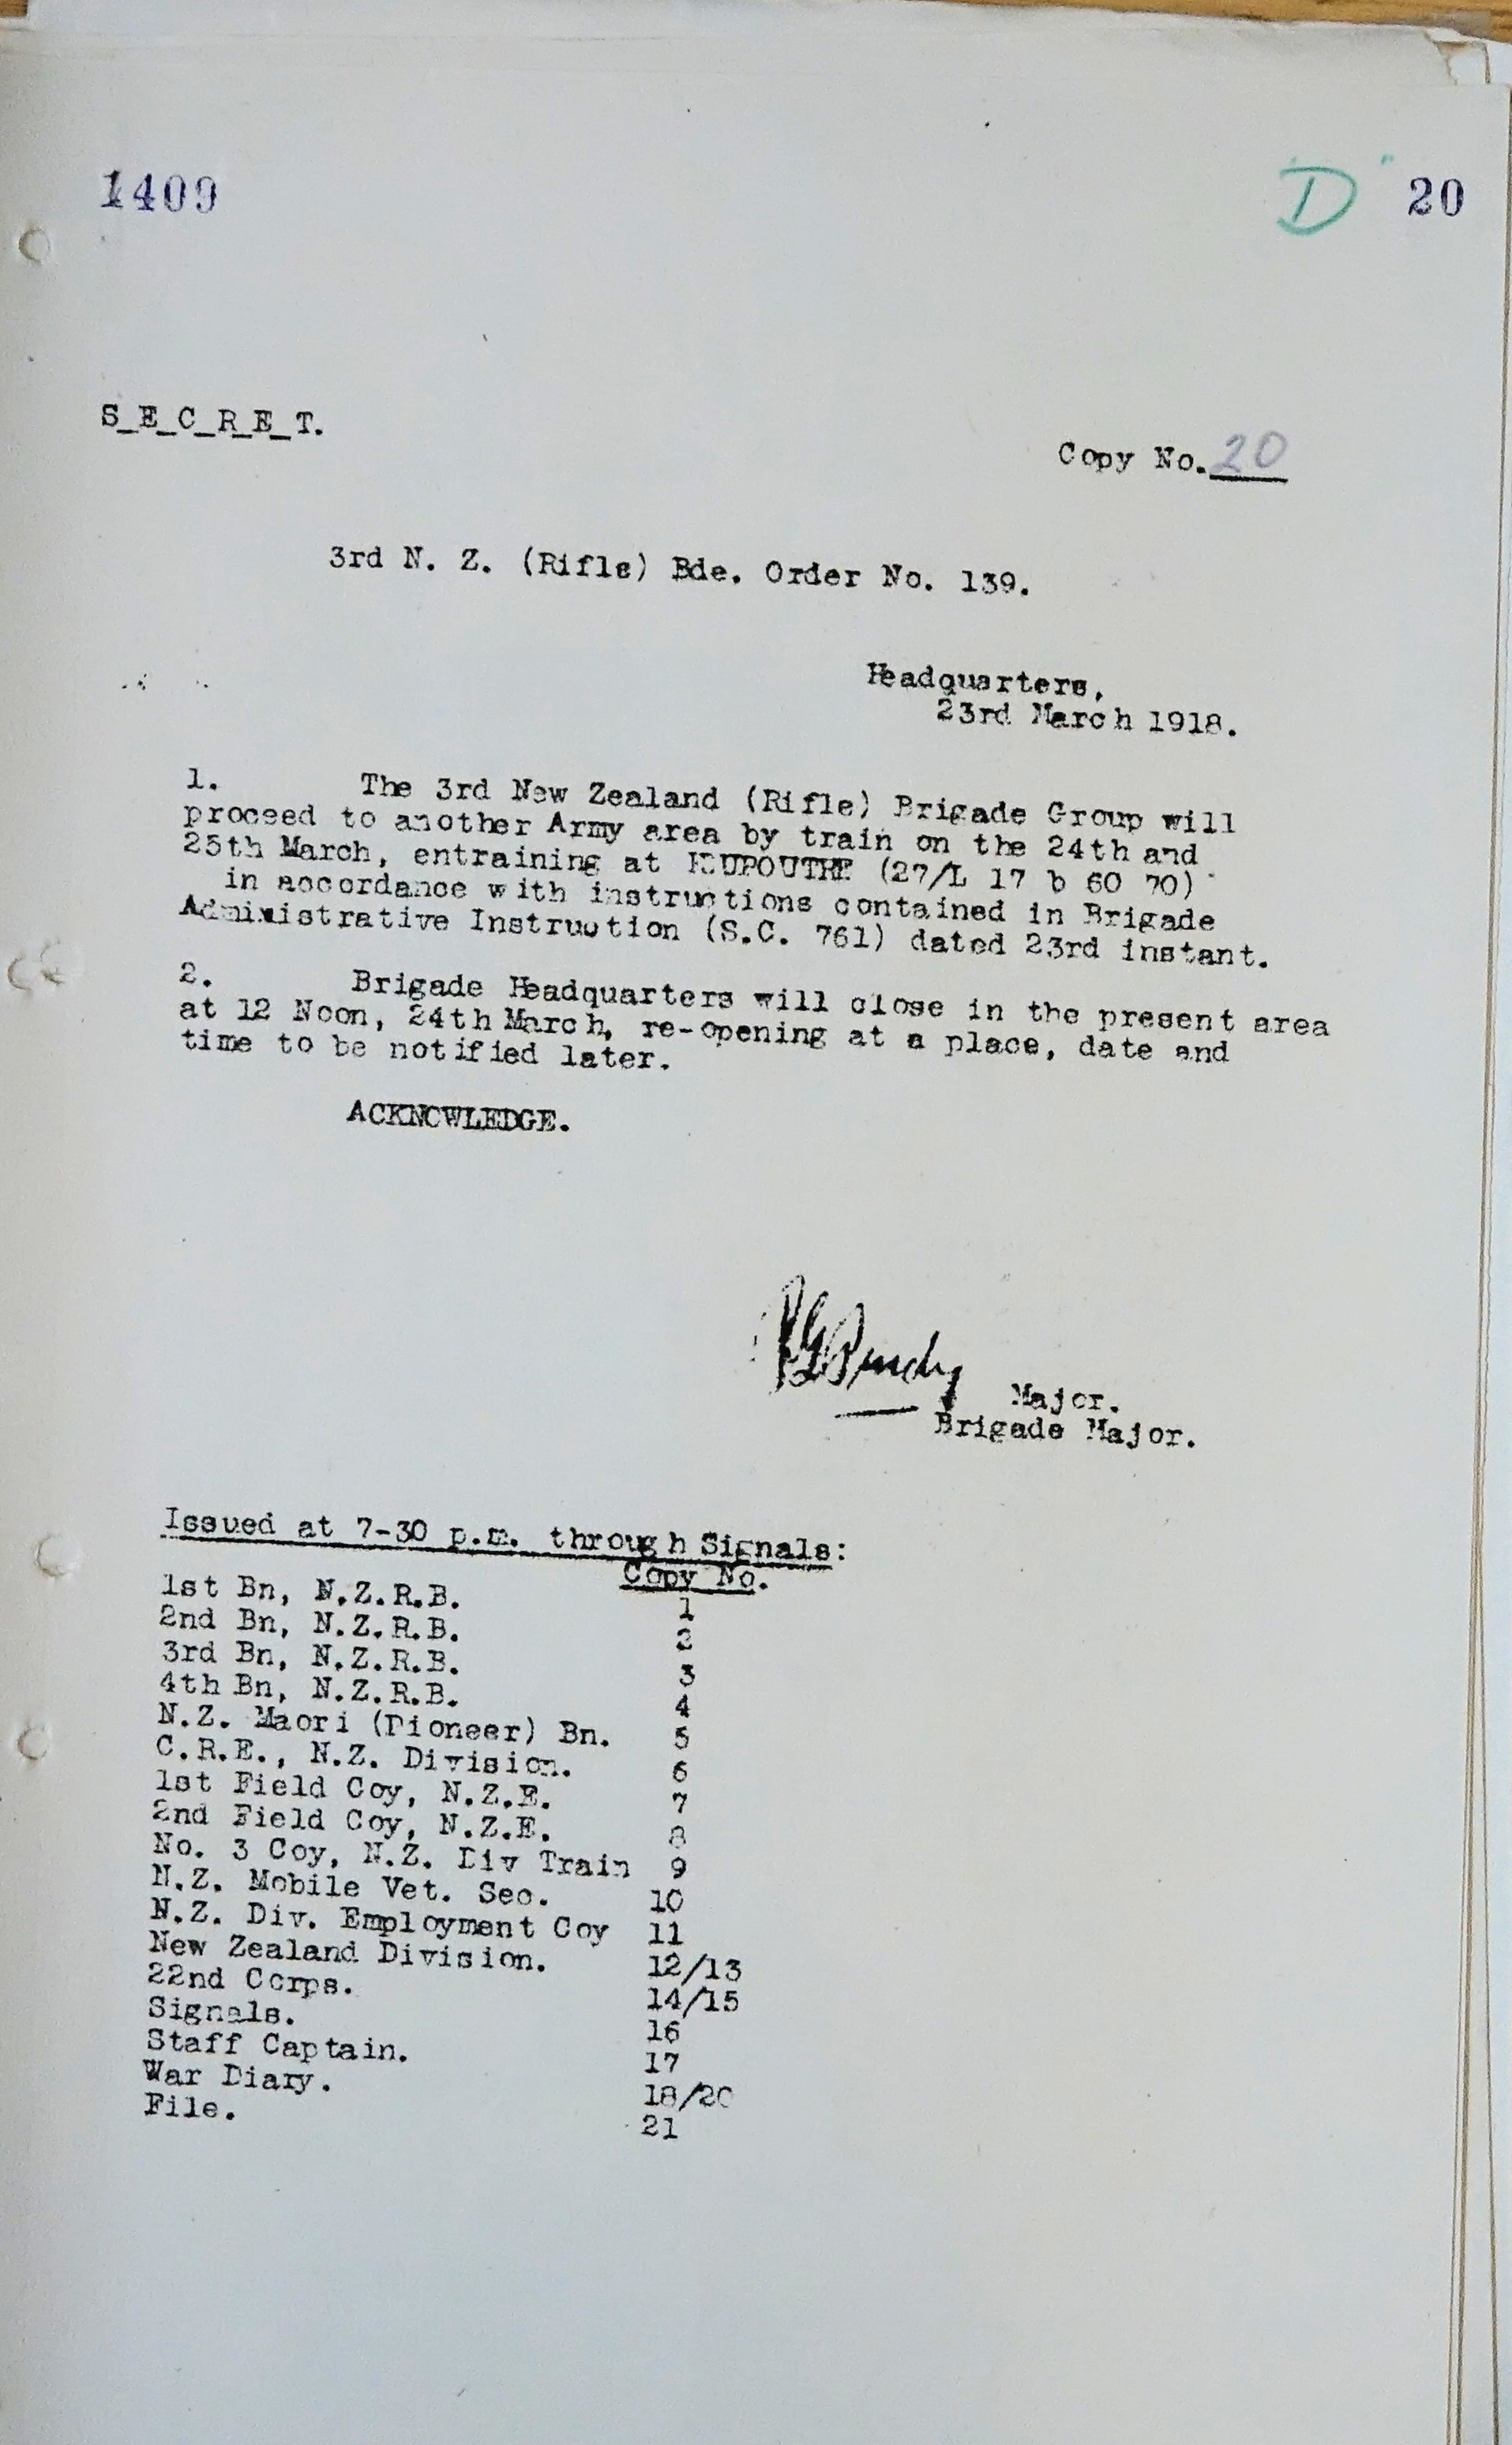 1409
D " 20
S_E_C_R_E_T.
Copy No. 20
3rd N. Z. (Rifle) Bde. Order No. 139.
Headquarters,
23rd March 1918.
1. The 3rd New Zealand (Rifle) Brigade Group will
proceed to another Army area by train on the 24th and
25th March, entraining at (27/L 17 b 60 70)
in accordance with instructions contained in Brigade
Administrative Instruction (S.C. 761) dated 23rd instant.
2. Brigade Headquarters will close in the present area
at 12 Noon, 24th March, re-opening at a place, date and
time to be notified later.
ACKNOWLEDGE.
Major.
Brigade Major.
Issued at 7-30 p.m. through Signals:
Copy No.
1st Bn, N.Z.R.B. 1
2nd Bn, N.Z.R.B. 2
3rd Bn, N.Z.R.B. 3
4th Bn, N.Z.R.B. 4
N.Z. Maori (Pioneer) Bn. 5
C.R.E., N.Z. Division. 6
1st Field Coy, N.Z.E. 7
2nd Field Coy, N.Z.E. 8
No. 3 Coy, N.Z. Div Train 9
N.Z. Mobile Vet. Sec. 10
N.Z. Div. Employment Coy 11
New Zealand Division. 12/13
22nd Corps. 14/15
Signals. 16
Staff Captain. 17
War Diary. 18/20
File. 21